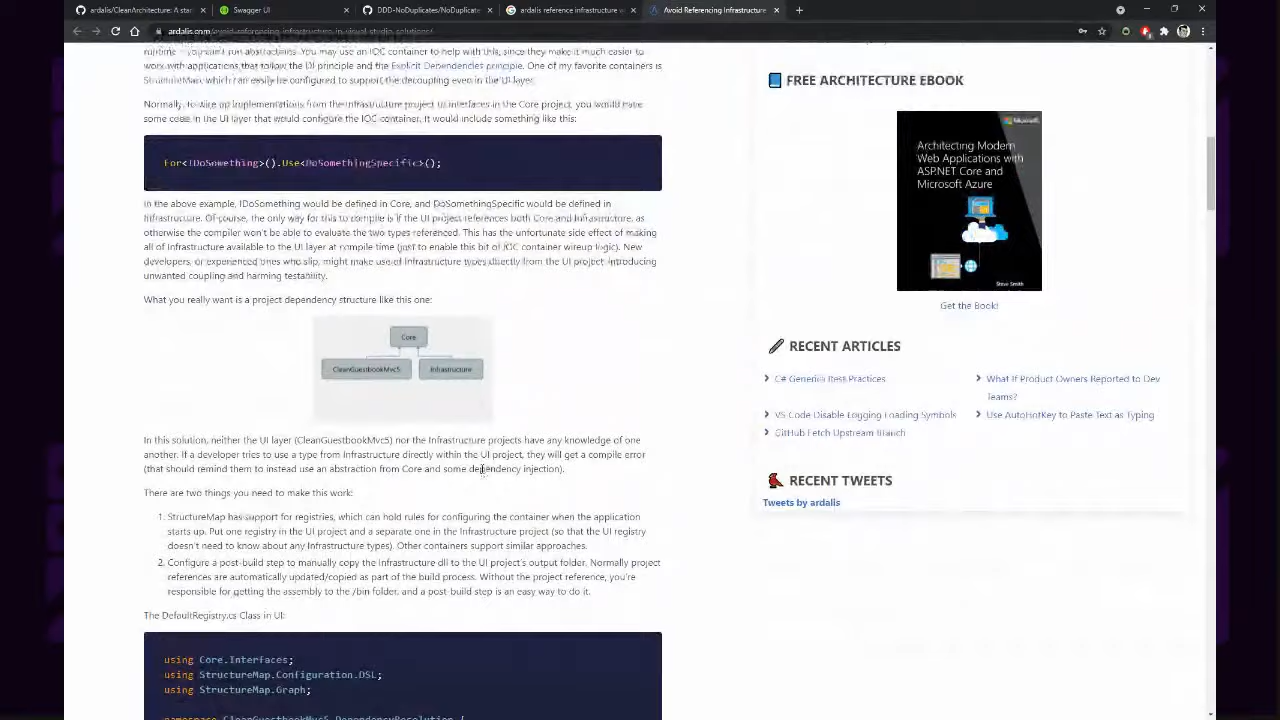 ardalis/CleanArchitecture: A star
Swagger UI
DDD-NoDuplicates/NoDuplicates
ardalis reference infrastructure
Avoid Referencing Infrastructure
ardalis.com/avoid-referencing-infrastructure-in-visual-studio-solutions/
runtime - you can't run abstractions. You may use an IOC container to help with this, since they make it much easier to
work with applications that follow the DI principle and the Explicit Dependencies principle. One of my favorite containers is
StructureMap, which can easily be configured to support the decoupling even in the UI layer.
Normally, to wire up implementations from the Infrastructure project to interfaces in the Core project, you would have
some code in the UI layer that would configure the IOC container. It would include something like this:
For<IDoSomething>().Use<DoSomethingSpecific>();
In the above example, IDoSomething would be defined in Core, and DoSomethingSpecific would be defined in
Infrastructure. Of course, the only way for this to compile is if the UI project references both Core and Infrastructure, as
otherwise the compiler won't be able to evaluate the two types referenced. This has the unfortunate side effect of making
all of Infrastructure available to the UI layer at compile time (just to enable this bit of IOC container wireup logic). New
developers, or experienced ones who slip, might make use of Infrastructure types directly from the UI project, introducing
unwanted coupling and harming testability.
What you really want is a project dependency structure like this one:
Core
CleanGuestbookMvc5
Infrastructure
In this solution, neither the UI layer (CleanGuestbookMvc5) nor the Infrastructure projects have any knowledge of one
another. If a developer tries to use a type from Infrastructure directly within the UI project, they will get a compile error
(that should remind them to instead use an abstraction from Core and some dependency injection).
There are two things you need to make this work:
1. StructureMap has support for registries, which can hold rules for configuring the container when the application
starts up. Put one registry in the UI project and a separate one in the Infrastructure project (so that the UI registry
doesn't need to know about any Infrastructure types). Other containers support similar approaches.
2. Configure a post-build step to manually copy the Infrastructure dll to the UI project's output folder. Normally project
references are automatically updated/copied as part of the build process. Without the project reference, you're
responsible for getting the assembly to the /bin folder, and a post-build step is an easy way to do it.
The DefaultRegistry.cs Class in UI:
using Core.Interfaces;
using StructureMap.Configuration.DSL;
using StructureMap.Graph;
namespace CleanGuestbookMvc5.DependencyResolution {
FREE ARCHITECTURE EBOOK
Microsoft
Architecting Modern
Web Applications with
ASP.NET Core and
Microsoft Azure
Steve Smith
Get the Book!
RECENT ARTICLES
C# Generic Test Practices
What If Product Owners Reported to Dev
Teams?
VS Code Disable Logging Loading Symbols
Use AutoHotKey to Paste Text as Typing
GitHub Fetch Upstream Branch
RECENT TWEETS
Tweets by ardalis